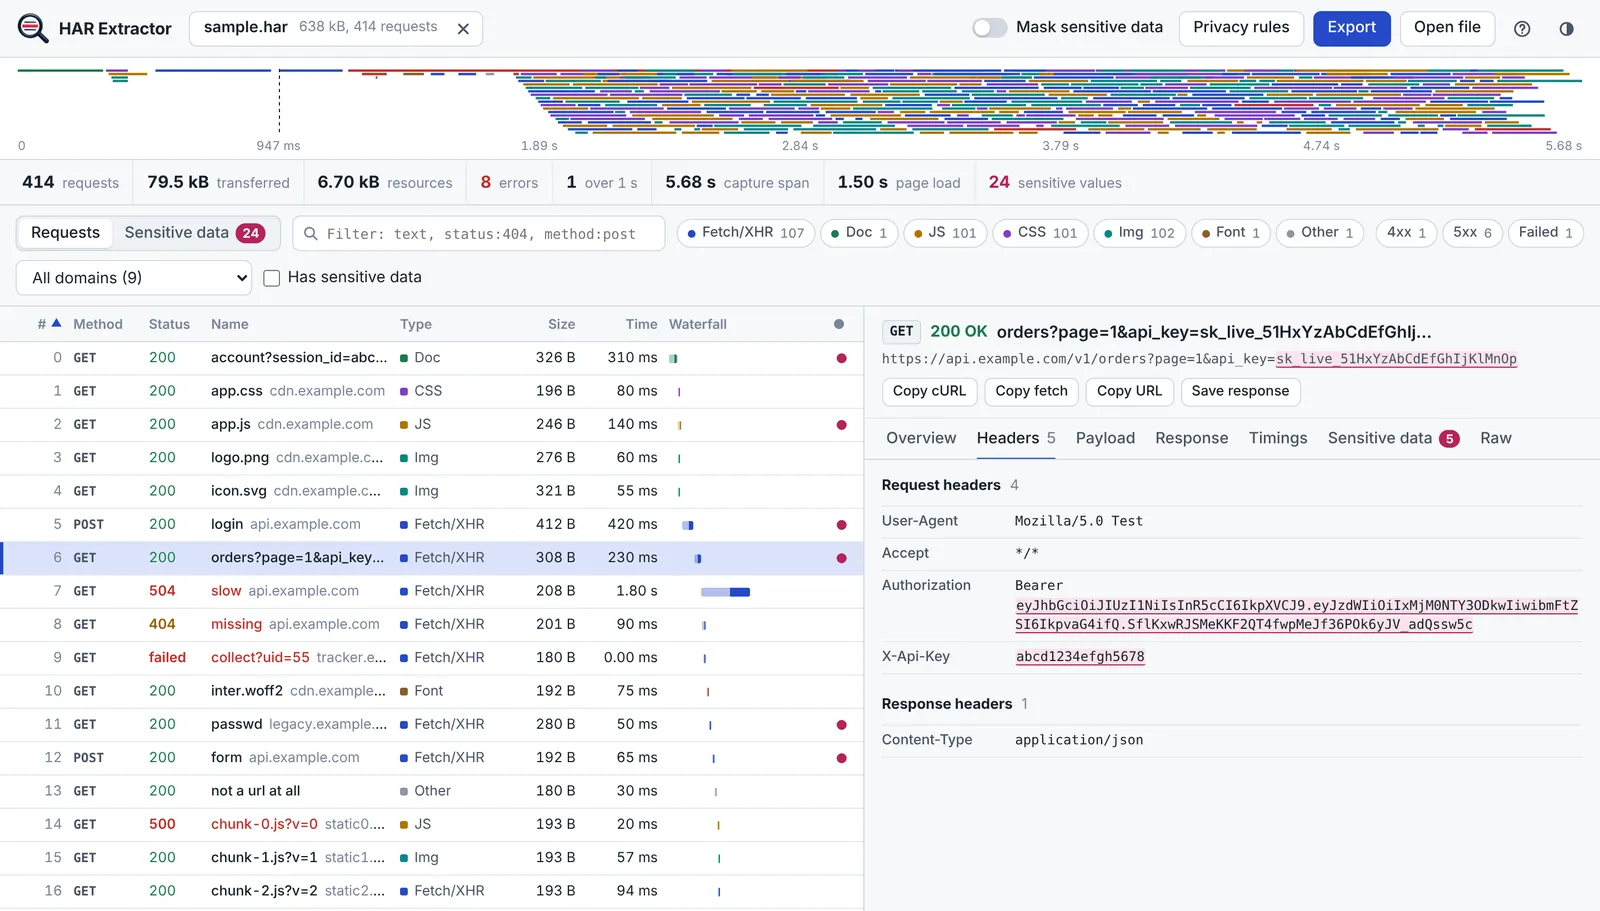 HAR Extractor
sample.har 638 kB, 414 requests
Mask sensitive data
Privacy rules
Export
Open file
0 947 ms 1.89 s 2.84 s 3.79 s 4.74 s 5.68 s
414 requests 79.5 kB transferred 6.70 kB resources 8 errors 1 over 1 s 5.68 s capture span 1.50 s page load 24 sensitive values
Requests Sensitive data 24 Filter: text, status:404, method:post Fetch/XHR 107 Doc 1 JS 101 CSS 101 Img 102 Font 1 Other 1 4xx 1 5xx 6 Failed 1
All domains (9) Has sensitive data
# Method Status Name Type Size Time Waterfall
0 GET 200 account?session_id=abc... Doc 326 B 310 ms
1 GET 200 app.css cdn.example.com CSS 196 B 80 ms
2 GET 200 app.js cdn.example.com JS 246 B 140 ms
3 GET 200 logo.png cdn.example.c... Img 276 B 60 ms
4 GET 200 icon.svg cdn.example.c... Img 321 B 55 ms
5 POST 200 login api.example.com Fetch/XHR 412 B 420 ms
6 GET 200 orders?page=1&api_key... Fetch/XHR 308 B 230 ms
7 GET 504 slow api.example.com Fetch/XHR 208 B 1.80 s
8 GET 404 missing api.example.com Fetch/XHR 201 B 90 ms
9 GET failed collect?uid=55 tracker.e... Fetch/XHR 180 B 0.00 ms
10 GET 200 inter.woff2 cdn.example... Font 192 B 75 ms
11 GET 200 passwd legacy.example.... Fetch/XHR 280 B 50 ms
12 POST 200 form api.example.com Fetch/XHR 192 B 65 ms
13 GET 200 not a url at all Other 180 B 30 ms
14 GET 500 chunk-0.js?v=0 static0.... JS 193 B 20 ms
15 GET 200 chunk-1.js?v=1 static1.... Img 193 B 57 ms
16 GET 200 chunk-2.js?v=2 static2.... Fetch/XHR 193 B 94 ms
GET 200 OK orders?page=1&api_key=sk_live_51HxYzAbCdEfGhIj...
https://api.example.com/v1/orders?page=1&api_key=sk_live_51HxYzAbCdEfGhIjKlMnOp
Copy cURL Copy fetch Copy URL Save response
Overview Headers 5 Payload Response Timings Sensitive data 5 Raw
Request headers 4
User-Agent Mozilla/5.0 Test
Accept */*
Authorization Bearer
eyJhbGciOiJIUzI1NiIsInR5cCI6IkpXVCJ9.eyJzdWIiOiIxMjM0NTY3ODkwIiwibmFtZ
SI6IkpvaG4ifQ.SflKxwRJSMeKKF2QT4fwpMeJf36POk6yJV_adQssw5c
X-Api-Key abcd1234efgh5678
Response headers 1
Content-Type application/json